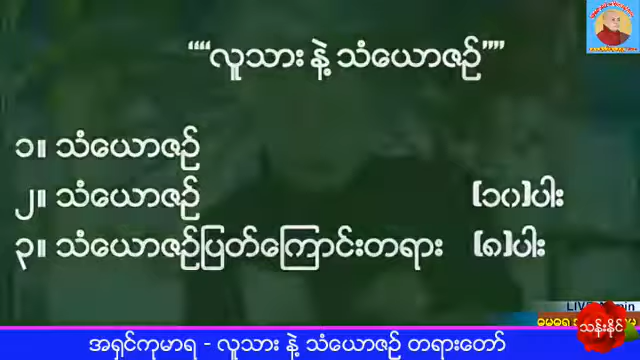 ““လူသား နဲ့ သံယောဇဉ်””
၁။ သံယောဇဉ်
၂။ သံယောဇဉ် (၁၀)ပါး
၃။ သံယောဇဉ်ပြတ်ကြောင်းတရား (၈)ပါး
သန်းနိုင်
အရှင်ကုမာရ - လူသား နဲ့ သံယောဇဉ် တရားတော်